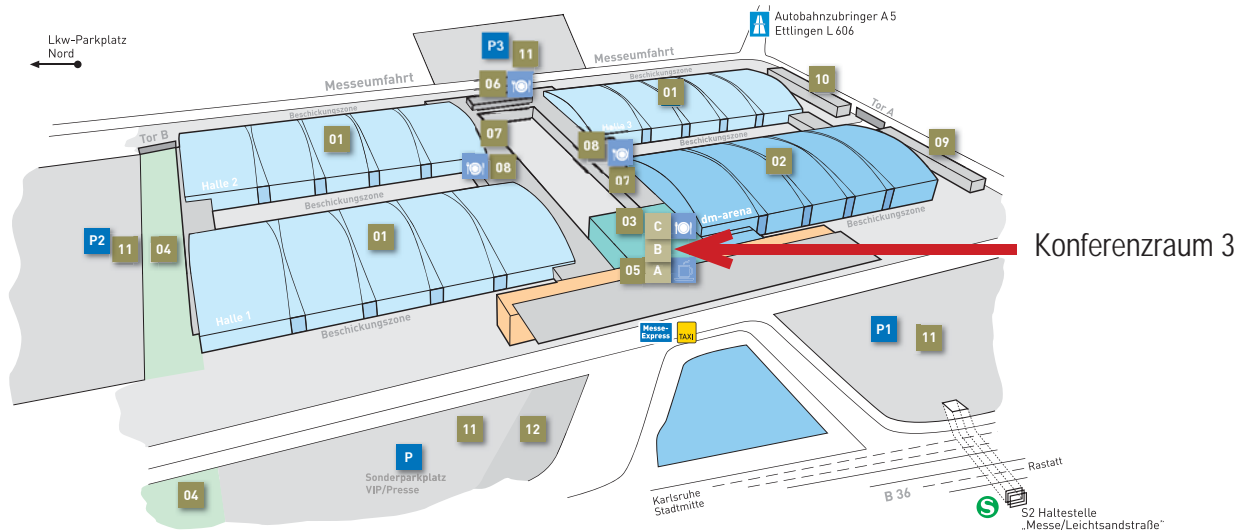 Autobahnzubringer A 5
Ettlingen L 606
Lkw-Parkplatz
Nord
P3
11
Messeumfahrt
Messeumfahrt
Beschickungszone
06
10
01
Beschickungszone
Tor A
Tor B
01
07
Halle 3
08
09
Beschickungszone
02
08
07
Halle 2
Beschickungszone
03
C
dm-arena
Beschickungszone
P2
11
04
01
B
Konferenzraum 3
05
A
Halle 1
Beschickungszone
Messe-
Express
TAXI
P1
11
11
12
P
Sonderparkplatz
VIP/Presse
04
Karlsruhe
Stadtmitte
B 36
Rastatt
S
S2 Haltestelle
„Messe/Leichtsandstraße"